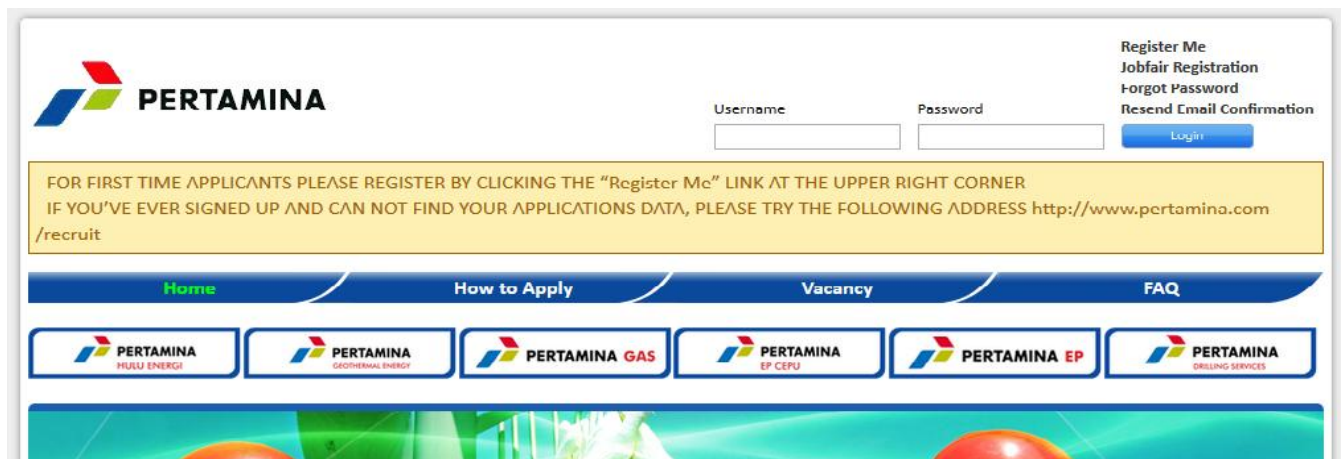 Register Me
Jobfair Registration
Forgot Password
Resend Email Confirmation
PERTAMINA
Username
Password
Login
FOR FIRST TIME APPLICANTS PLEASE REGISTER BY CLICKING THE “Register Me” LINK AT THE UPPER RIGHT CORNER
IF YOU’VE EVER SIGNED UP AND CAN NOT FIND YOUR APPLICATIONS DATA, PLEASE TRY THE FOLLOWING ADDRESS http://www.pertamina.com
/recruit
Home
How to Apply
Vacancy
FAQ
PERTAMINA
HULU ENERGI
PERTAMINA
GEOTHERMAL ENERGY
PERTAMINA GAS
PERTAMINA
EP CEPU
PERTAMINA EP
PERTAMINA
DRILLING SERVICES